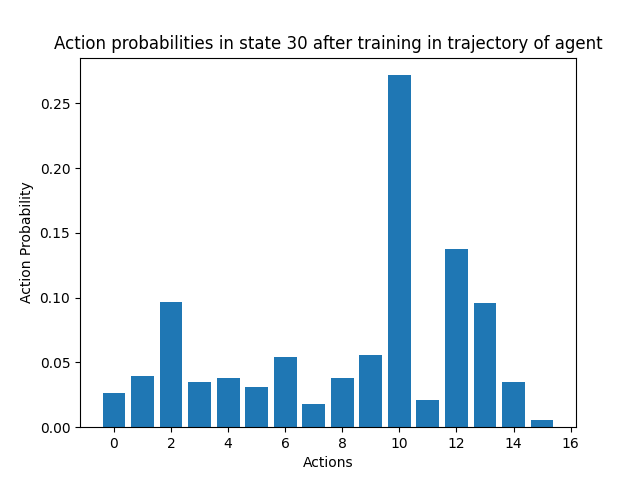 Action probabilities in state 30 after training in trajectory of agent
Action Probability
0.25
0.20
0.15
0.10
0.05
0.00
0 2 4 6 8 10 12 14 16
Actions